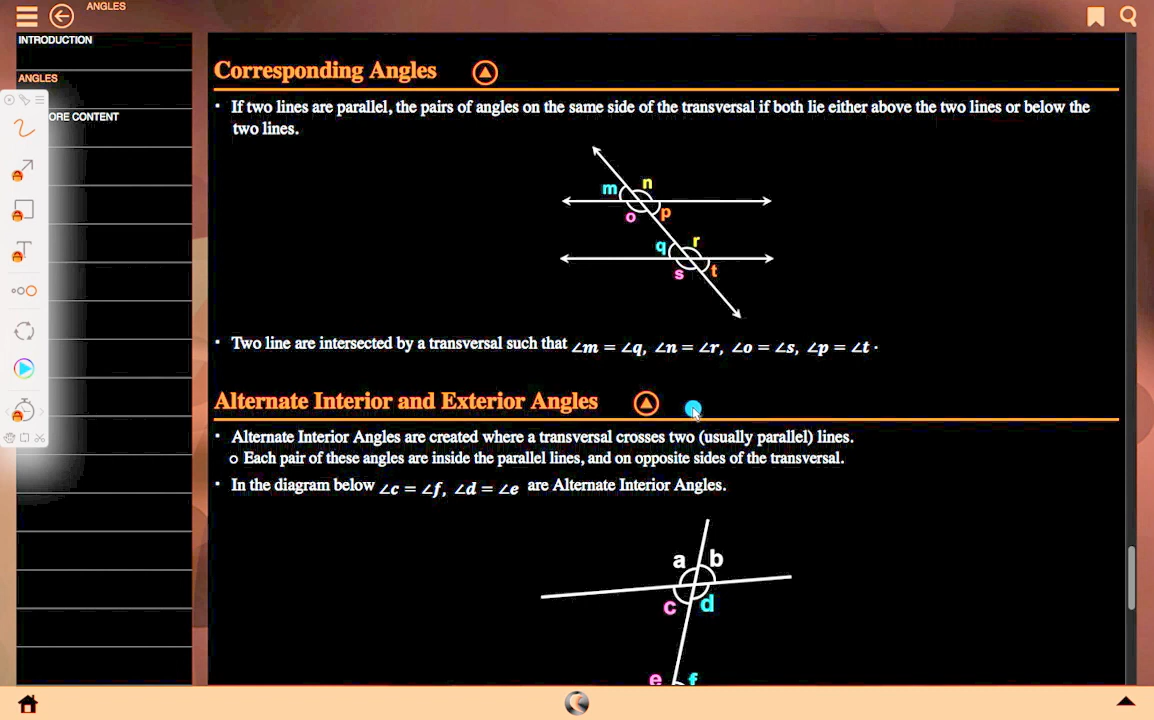 ANGLES
INTRODUCTION
ANGLES
ORE CONTENT
Corresponding Angles
· If two lines are parallel, the pairs of angles on the same side of the transversal if both lie either above the two lines or below the
two lines.
m n
o p
q r
s t
· Two line are intersected by a transversal such that ∠m = ∠q, ∠n = ∠r, ∠o = ∠s, ∠p = ∠t ·
Alternate Interior and Exterior Angles
· Alternate Interior Angles are created where a transversal crosses two (usually parallel) lines.
o Each pair of these angles are inside the parallel lines, and on opposite sides of the transversal.
· In the diagram below ∠c = ∠f, ∠d = ∠e are Alternate Interior Angles.
a b
c d
e f